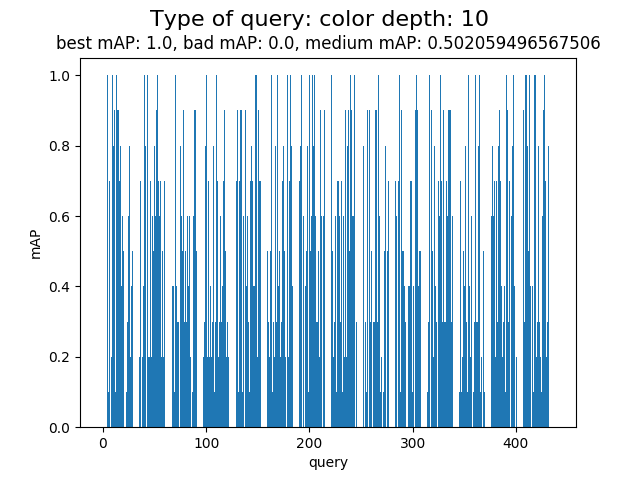 Type of query: color depth: 10
best mAP: 1.0, bad mAP: 0.0, medium mAP: 0.502059496567506
1.0
0.8
0.6
mAP
0.4
0.2
0.0
0 100 200 300 400
query